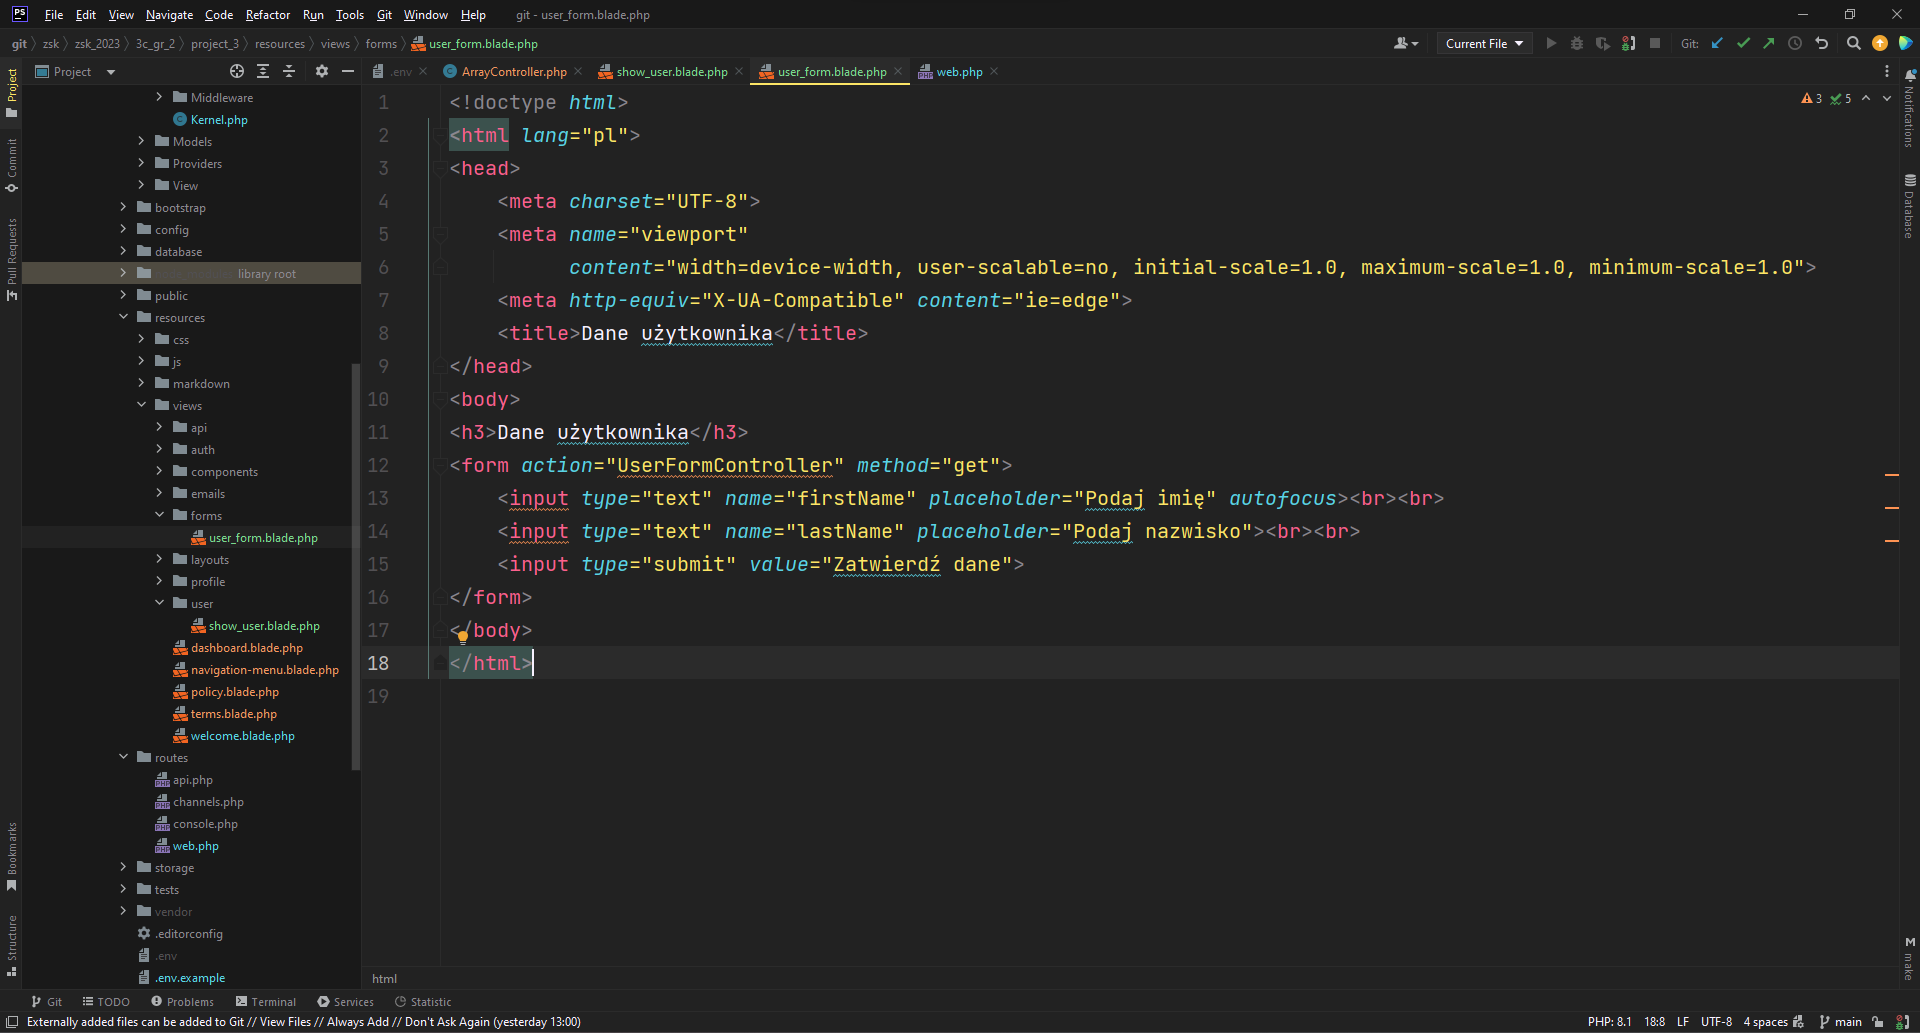 File Edit View Navigate Code Refactor Run Tools Git Window Help git - user_form.blade.php
git zsk zsk_2023 3c_gr_2 project_3 resources views forms user_form.blade.php Current File Git:
Project .env ArrayController.php show_user.blade.php user_form.blade.php web.php
Project
Commit
Pull Requests
Bookmarks
Structure
Middleware
Kernel.php
Models
Providers
View
bootstrap
config
database
library root
public
resources
css
js
markdown
views
api
auth
components
emails
forms
user_form.blade.php
layouts
profile
user
show_user.blade.php
dashboard.blade.php
navigation-menu.blade.php
policy.blade.php
terms.blade.php
welcome.blade.php
routes
api.php
channels.php
console.php
web.php
storage
tests
vendor
.editorconfig
.env
.env.example
1 <!doctype html>
2 <html lang="pl">
3 <head>
4 <meta charset="UTF-8">
5 <meta name="viewport"
6 content="width=device-width, user-scalable=no, initial-scale=1.0, maximum-scale=1.0, minimum-scale=1.0">
7 <meta http-equiv="X-UA-Compatible" content="ie=edge">
8 <title>Dane użytkownika</title>
9 </head>
10 <body>
11 <h3>Dane użytkownika</h3>
12 <form action="UserFormController" method="get">
13 <input type="text" name="firstName" placeholder="Podaj imię" autofocus><br><br>
14 <input type="text" name="lastName" placeholder="Podaj nazwisko"><br><br>
15 <input type="submit" value="Zatwierdź dane">
16 </form>
17 </body>
18 </html>
19
3 5
Notifications
Database
make
html
Git TODO Problems Terminal Services Statistic
Externally added files can be added to Git // View Files // Always Add // Don't Ask Again (yesterday 13:00) PHP: 8.1 18:8 LF UTF-8 4 spaces main